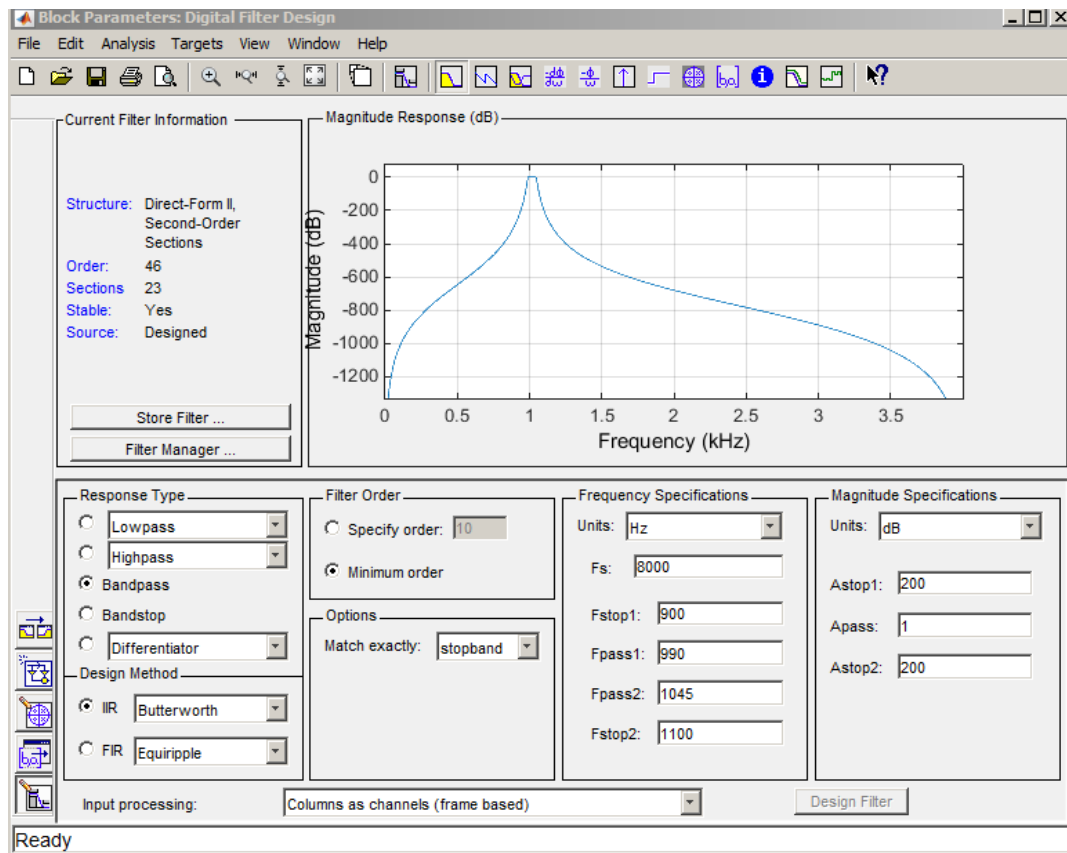 Block Parameters: Digital Filter Design
File Edit Analysis Targets View Window Help
Current Filter Information
Structure: Direct-Form II,
Second-Order
Sections
Order: 46
Sections 23
Stable: Yes
Source: Designed
Store Filter ...
Filter Manager ...
Magnitude Response (dB)
Magnitude (dB)
0
-200
-400
-600
-800
-1000
-1200
0 0.5 1 1.5 2 2.5 3 3.5
Frequency (kHz)
Response Type
Lowpass
Highpass
Bandpass
Bandstop
Differentiator
Design Method
IIR Butterworth
FIR Equiripple
Filter Order
Specify order: 10
Minimum order
Options
Match exactly: stopband
Frequency Specifications
Units: Hz
Fs: 8000
Fstop1: 900
Fpass1: 990
Fpass2: 1045
Fstop2: 1100
Magnitude Specifications
Units: dB
Astop1: 200
Apass: 1
Astop2: 200
Input processing: Columns as channels (frame based)
Design Filter
Ready